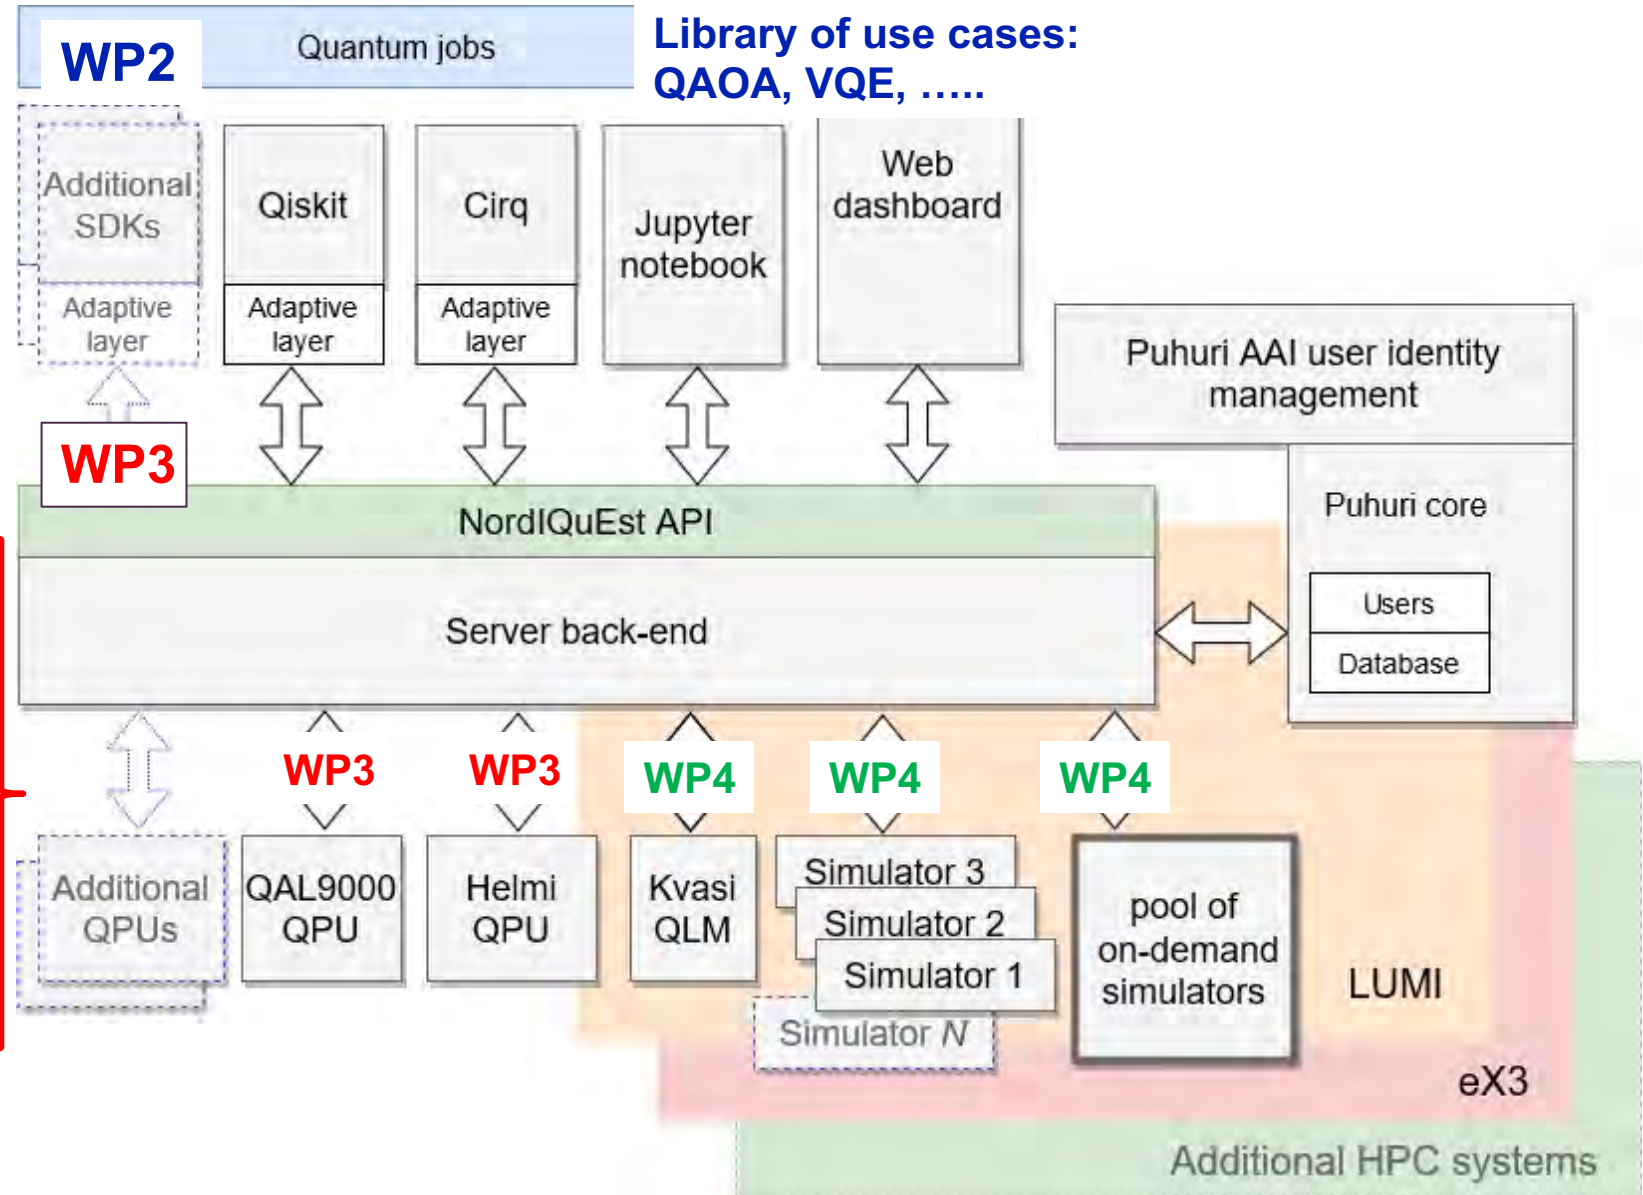 WP2
Quantum jobs
Library of use cases:
QAOA, VQE, .....
Additional
SDKs
Adaptive
layer
Qiskit
Adaptive
layer
Cirq
Adaptive
layer
Jupyter
notebook
Web
dashboard
Puhuri AAI user identity
management
WP3
NordIQuEst API
Puhuri core
Users
Database
Server back-end
WP3
WP3
WP4
WP4
WP4
Additional
QPUs
QAL9000
QPU
Helmi
QPU
Kvasi
QLM
Simulator 3
Simulator 2
Simulator 1
Simulator N
pool of
on-demand
simulators
LUMI
eX3
Additional HPC systems